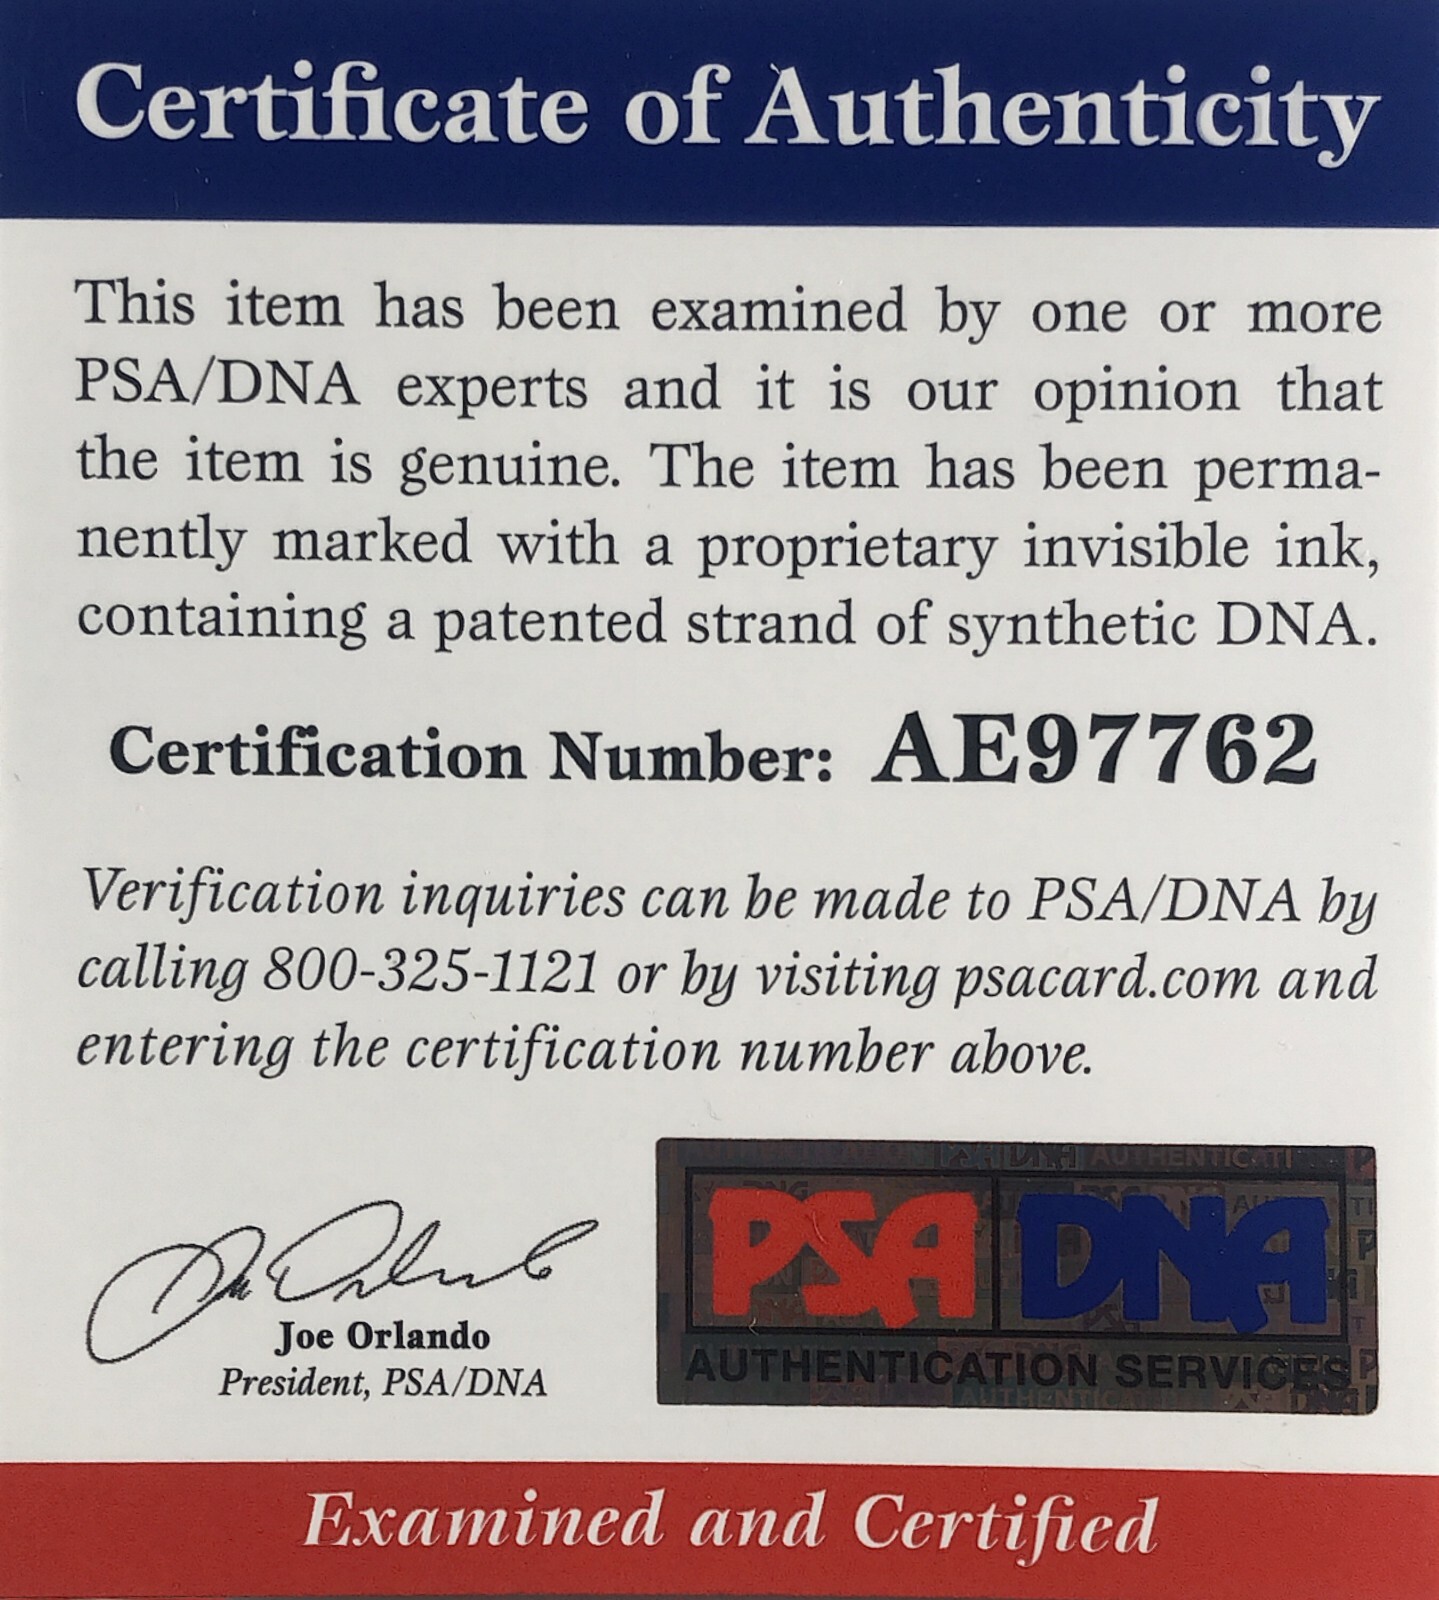 Certificate of Authenticity
This item has been examined by one or more
PSA/DNA experts and it is our opinion that
the item is genuine. The item has been perma-
nently marked with a proprietary invisible ink,
containing a patented strand of synthetic DNA.
Certification Number: AE97762
Verification inquiries can be made to PSA/DNA by
calling 800-325-1121 or by visiting psacard.com and
entering the certification number above.
Joe Orlando
President, PSA/DNA
PSA DNA
AUTHENTICATION SERVICES
Examined and Certified